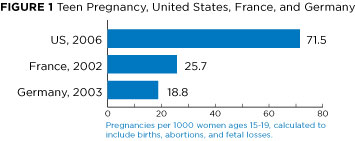 FIGURE 1 Teen Pregnancy, United States, France, and Germany
US, 2006 71.5
France, 2002 25.7
Germany, 2003 18.8
0 20 40 60 80
Pregnancies per 1000 women ages 15-19, calculated to
include births, abortions, and fetal losses.